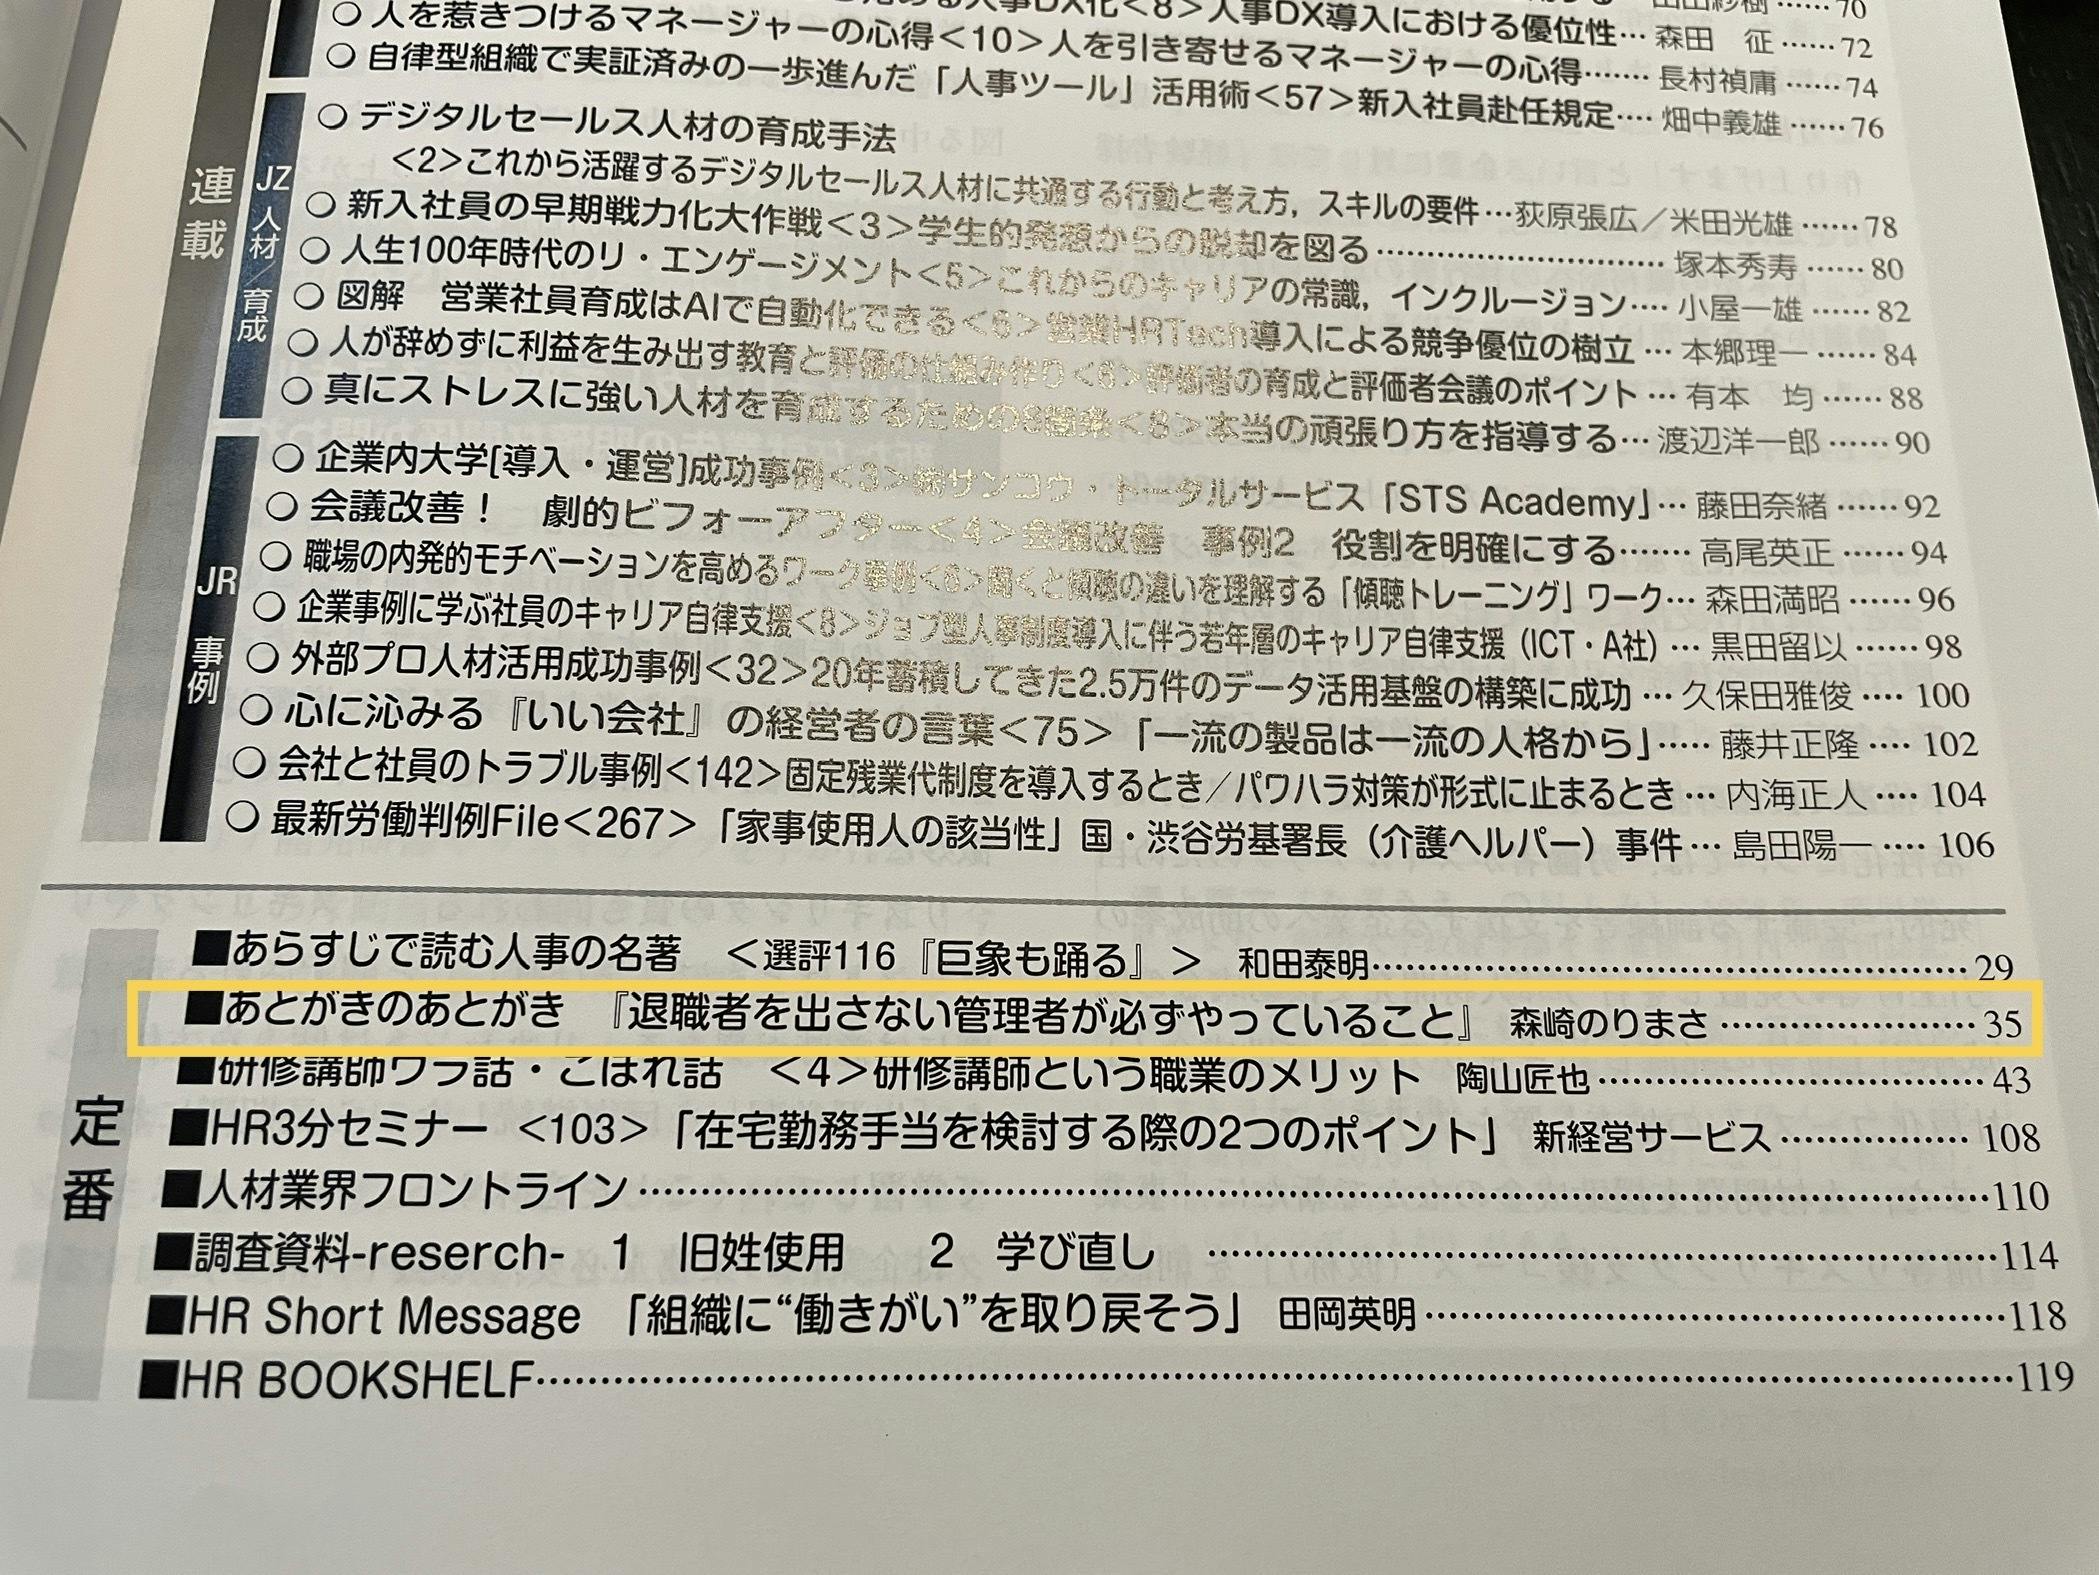 人事DX化<8>人事DX導入における優位性…森田　征……72
○人を惹きつけるマネージャーの心得<10>人を引き寄せるマネージャーの心得……長村禎庸……74
○自律型組織で実証済みの一歩進んだ「人事ツール」活用術<57>新入社員赴任規定…畑中義雄……76
○デジタルセールス人材の育成手法
<2>これから活躍するデジタルセールス人材に共通する行動と考え方，スキルの要件…荻原張広／米田光雄……78
○新入社員の早期戦力化大作戦<3>学生的発想からの脱却を図る……塚本秀寿……80
○人生100年時代のリ・エンゲージメント<5>これからのキャリアの常識，インクルージョン…小屋一雄……82
○図解　営業社員育成はAIで自動化できる<6>営業HRTech導入による競争優位の樹立…本郷理一……84
○人が辞めずに利益を生み出す教育と評価の仕組み作り<6>評価者の育成と評価者会議のポイント…有本　均……88
○真にストレスに強い人材を育成するための8箇条<8>本当の頑張り方を指導する…渡辺洋一郎……90
○企業内大学[導入・運営]成功事例<3>㈱サンコウ・トータルサービス「STS Academy」…藤田奈緒……92
○会議改善！　劇的ビフォーアフター<4>会議改善　事例2　役割を明確にする……高尾英正……94
○職場の内発的モチベーションを高めるワーク事例<6>聞くと傾聴の違いを理解する「傾聴トレーニング」ワーク…森田満昭……96
○企業事例に学ぶ社員のキャリア自律支援<8>ジョブ型人事制度導入に伴う若年層のキャリア自律支援（ICT・A社）…黒田留以……98
○外部プロ人材活用成功事例<32>20年蓄積してきた2.5万件のデータ活用基盤の構築に成功…久保田雅俊…100
○心に沁みる『いい会社』の経営者の言葉<75>「一流の製品は一流の人格から」……藤井正隆…102
○会社と社員のトラブル事例<142>固定残業代制度を導入するとき／パワハラ対策が形式に止まるとき…内海正人…104
○最新労働判例File<267>「家事使用人の該当性」国・渋谷労基署長（介護ヘルパー）事件…島田陽一…106
連載
JZ 人材／育成
JR 事例
■あらすじで読む人事の名著　<選評116『巨象も踊る』>　和田泰明……29
■あとがきのあとがき　『退職者を出さない管理者が必ずやっていること』　森崎のりまさ……35
■研修講師ウラ話・こぼれ話　<4>研修講師という職業のメリット　陶山匠也……43
■HR3分セミナー　<103>「在宅勤務手当を検討する際の2つのポイント」　新経営サービス……108
■人材業界フロントライン……110
■調査資料-reserch-　1　旧姓使用　2　学び直し……114
■HR Short Message　「組織に“働きがい”を取り戻そう」　田岡英明……118
■HR BOOKSHELF……119
定番